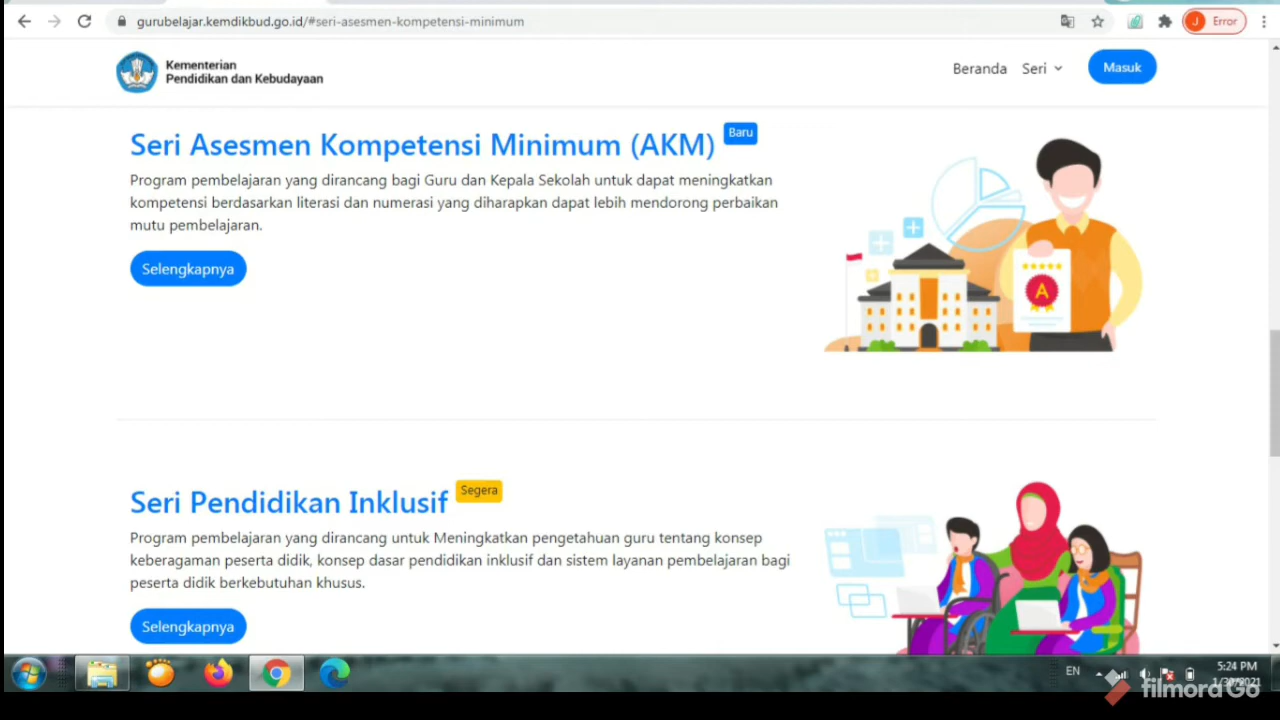 gurubelajar.kemdikbud.go.id/#seri-asesmen-kompetensi-minimum
J Error
Kementerian
Pendidikan dan Kebudayaan
Beranda Seri Masuk
Seri Asesmen Kompetensi Minimum (AKM) Baru
Program pembelajaran yang dirancang bagi Guru dan Kepala Sekolah untuk dapat meningkatkan
kompetensi berdasarkan literasi dan numerasi yang diharapkan dapat lebih mendorong perbaikan
mutu pembelajaran.
Selengkapnya
A
Seri Pendidikan Inklusif Segera
Program pembelajaran yang dirancang untuk Meningkatkan pengetahuan guru tentang konsep
keberagaman peserta didik, konsep dasar pendidikan inklusif dan sistem layanan pembelajaran bagi
peserta didik berkebutuhan khusus.
Selengkapnya
EN
5:24 PM
1/30/2021
filmora Go